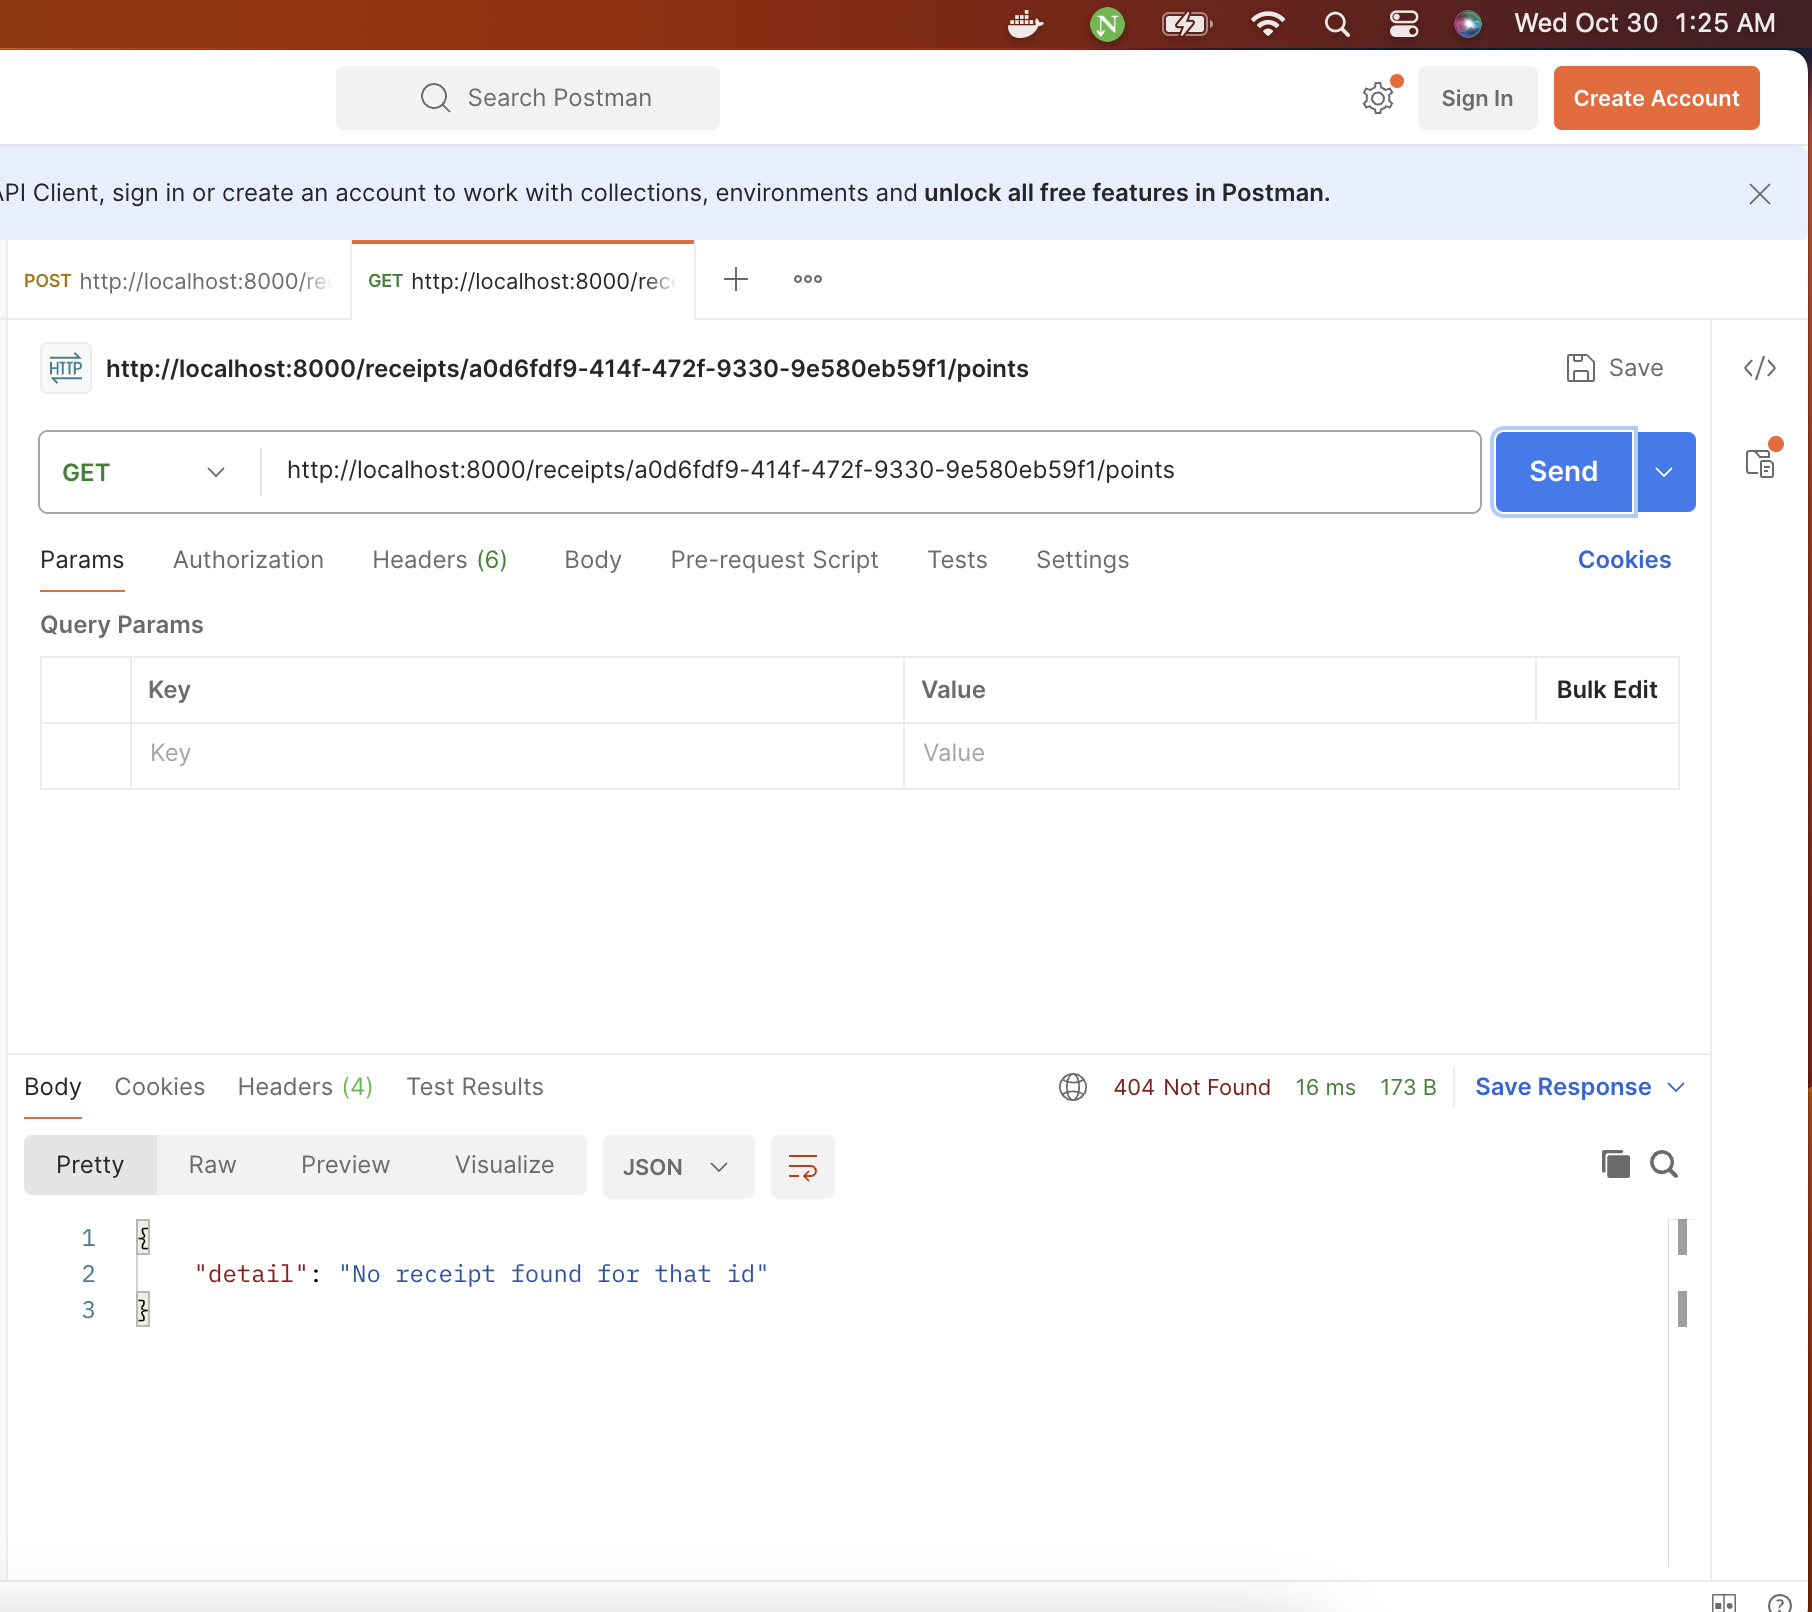 Wed Oct 30 1:25 AM
Search Postman
Sign In
Create Account
API Client, sign in or create an account to work with collections, environments and unlock all free features in Postman.
POST http://localhost:8000/rec
GET http://localhost:8000/rece
HTTP http://localhost:8000/receipts/a0d6fdf9-414f-472f-9330-9e580eb59f1/points
Save
GET
http://localhost:8000/receipts/a0d6fdf9-414f-472f-9330-9e580eb59f1/points
Send
Params Authorization Headers (6) Body Pre-request Script Tests Settings Cookies
Query Params
Key Value Bulk Edit
Key Value
Body Cookies Headers (4) Test Results 404 Not Found 16 ms 173 B Save Response
Pretty Raw Preview Visualize JSON
1 {
2 "detail": "No receipt found for that id"
3 }